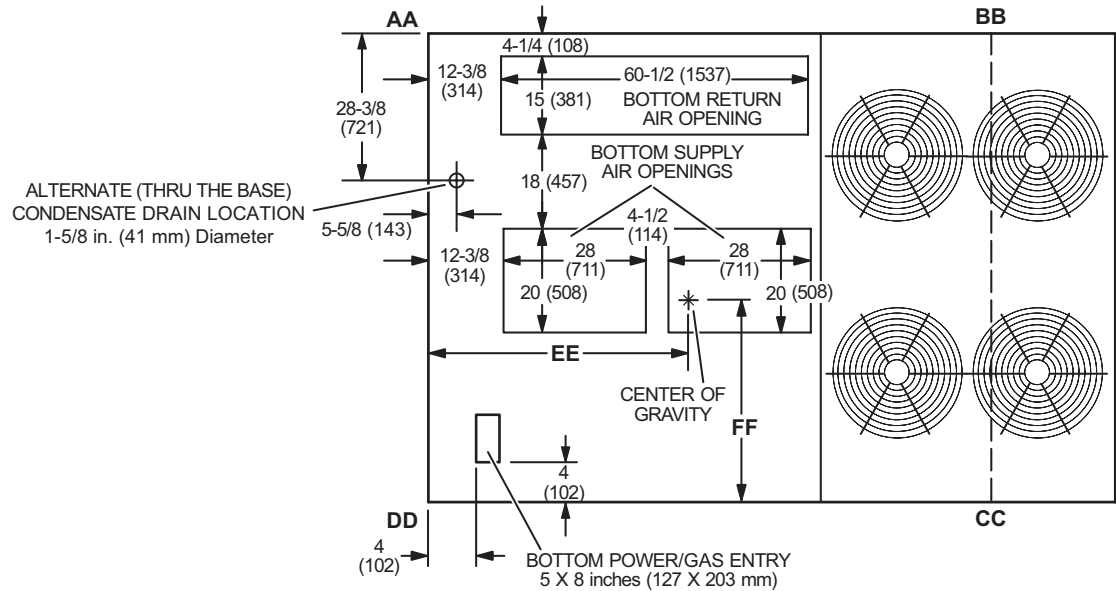 AA
BB
4-1/4 (108)
12-3/8
(314)
60-1/2 (1537)
28-3/8
(721)
15 (381)
BOTTOM RETURN
AIR OPENING
BOTTOM SUPPLY
AIR OPENINGS
18 (457)
ALTERNATE (THRU THE BASE)
CONDENSATE DRAIN LOCATION
1-5/8 in. (41 mm) Diameter
5-5/8 (143)
4-1/2
(114)
12-3/8
(314)
28
(711)
28
(711)
20 (508)
20 (508)
EE
CENTER OF
GRAVITY
FF
4
(102)
DD
CC
4
(102)
BOTTOM POWER/GAS ENTRY
5 X 8 inches (127 X 203 mm)